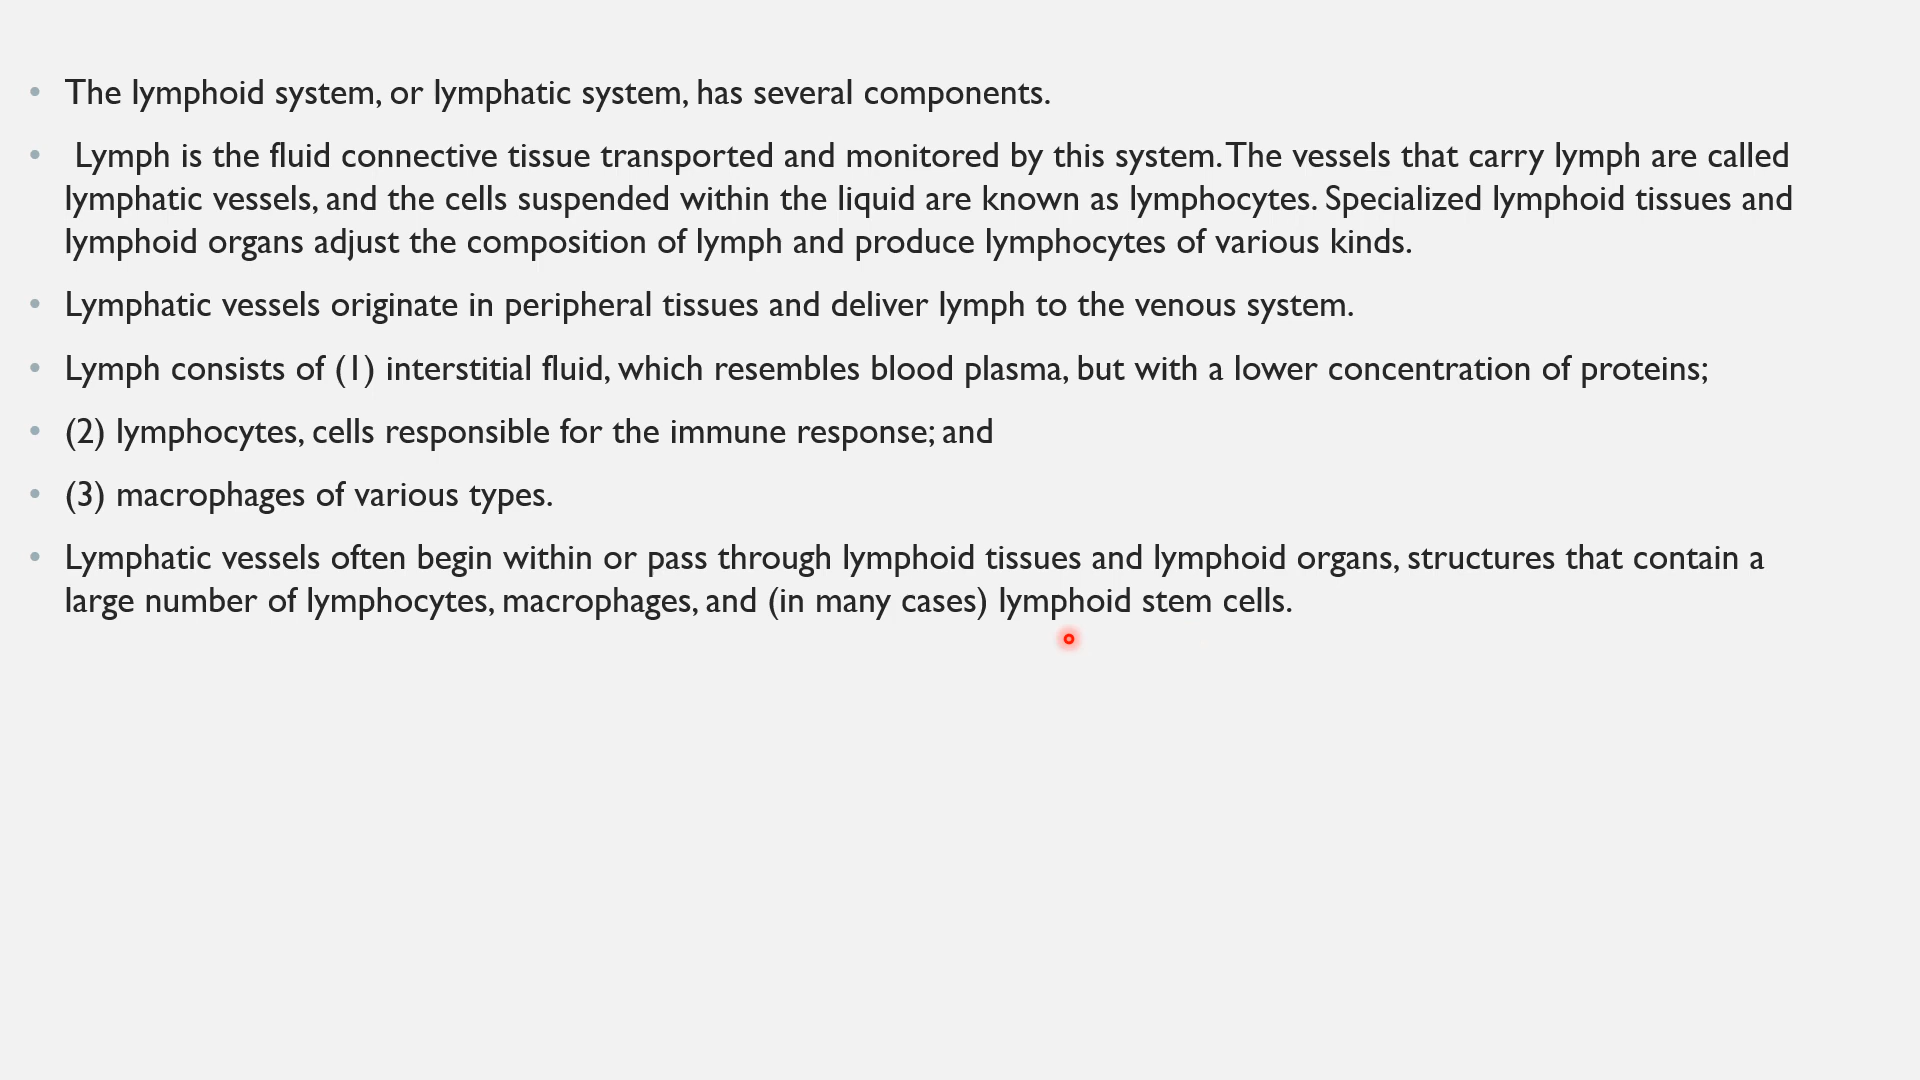 • The lymphoid system, or lymphatic system, has several components.
• Lymph is the fluid connective tissue transported and monitored by this system. The vessels that carry lymph are called
lymphatic vessels, and the cells suspended within the liquid are known as lymphocytes. Specialized lymphoid tissues and
lymphoid organs adjust the composition of lymph and produce lymphocytes of various kinds.
• Lymphatic vessels originate in peripheral tissues and deliver lymph to the venous system.
• Lymph consists of (1) interstitial fluid, which resembles blood plasma, but with a lower concentration of proteins;
• (2) lymphocytes, cells responsible for the immune response; and
• (3) macrophages of various types.
• Lymphatic vessels often begin within or pass through lymphoid tissues and lymphoid organs, structures that contain a
large number of lymphocytes, macrophages, and (in many cases) lymphoid stem cells.